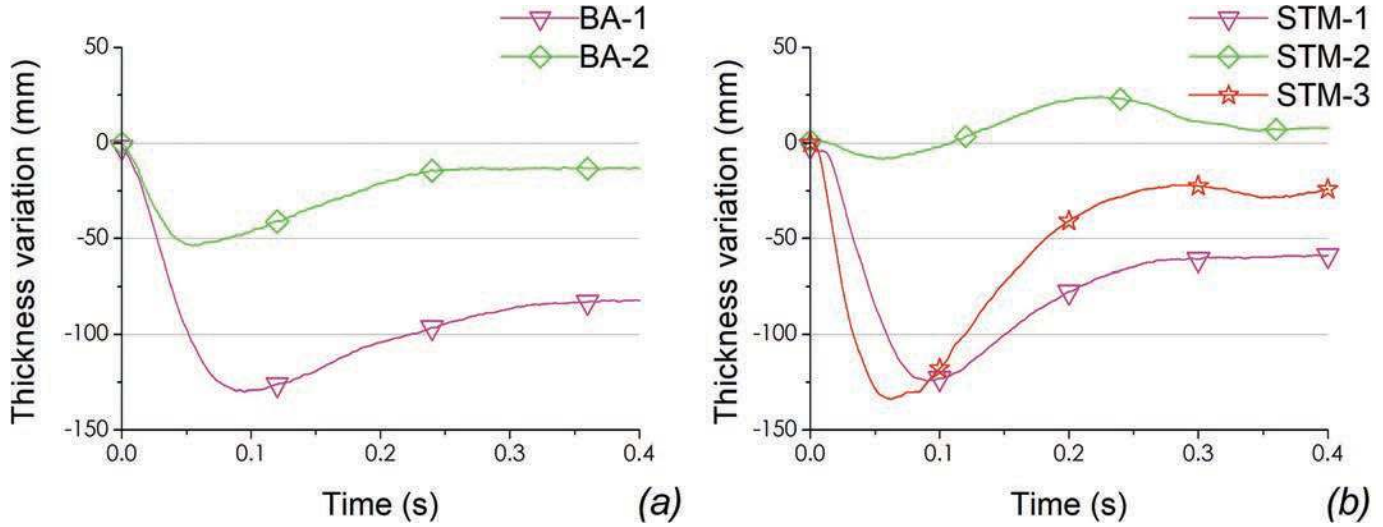 BA-1
BA-2
50
0
-50
-100
-150
Thickness variation (mm)
0.0 0.1 0.2 0.3 0.4
Time (s)
(a)
STM-1
STM-2
STM-3
50
0
-50
-100
-150
Thickness variation (mm)
0.0 0.1 0.2 0.3 0.4
Time (s)
(b)